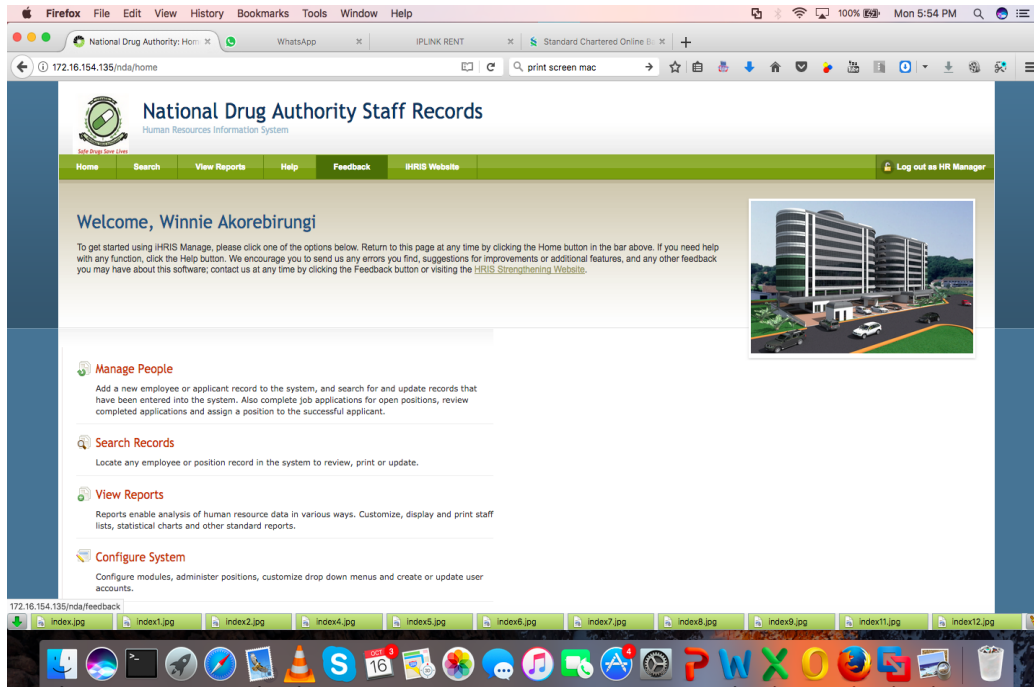 Firefox File Edit View History Bookmarks Tools Window Help
100% Mon 5:54 PM
National Drug Authority: Hom × WhatsApp × IPLINK RENT × Standard Chartered Online Ba × +
172.16.154.135/nda/home print screen mac
National Drug Authority Staff Records
Human Resources Information System
Safe Drugs Save Lives
Home Search View Reports Help Feedback iHRIS Website Log out as HR Manager
Welcome, Winnie Akorebirungi
To get started using iHRIS Manage, please click one of the options below. Return to this page at any time by clicking the Home button in the bar above. If you need help
with any function, click the Help button. We encourage you to send us any errors you find, suggestions for improvements or additional features, and any other feedback
you may have about this software; contact us at any time by clicking the Feedback button or visiting the HRIS Strengthening Website.
Manage People
Add a new employee or applicant record to the system, and search for and update records that
have been entered into the system. Also complete job applications for open positions, review
completed applications and assign a position to the successful applicant.
Search Records
Locate any employee or position record in the system to review, print or update.
View Reports
Reports enable analysis of human resource data in various ways. Customize, display and print staff
lists, statistical charts and other standard reports.
Configure System
Configure modules, administer positions, customize drop down menus and create or update user
accounts.
172.16.154.135/nda/feedback
index.jpg index1.jpg index2.jpg index4.jpg index5.jpg index6.jpg index7.jpg index8.jpg index9.jpg index11.jpg index12.jpg
OCT 16 3 4